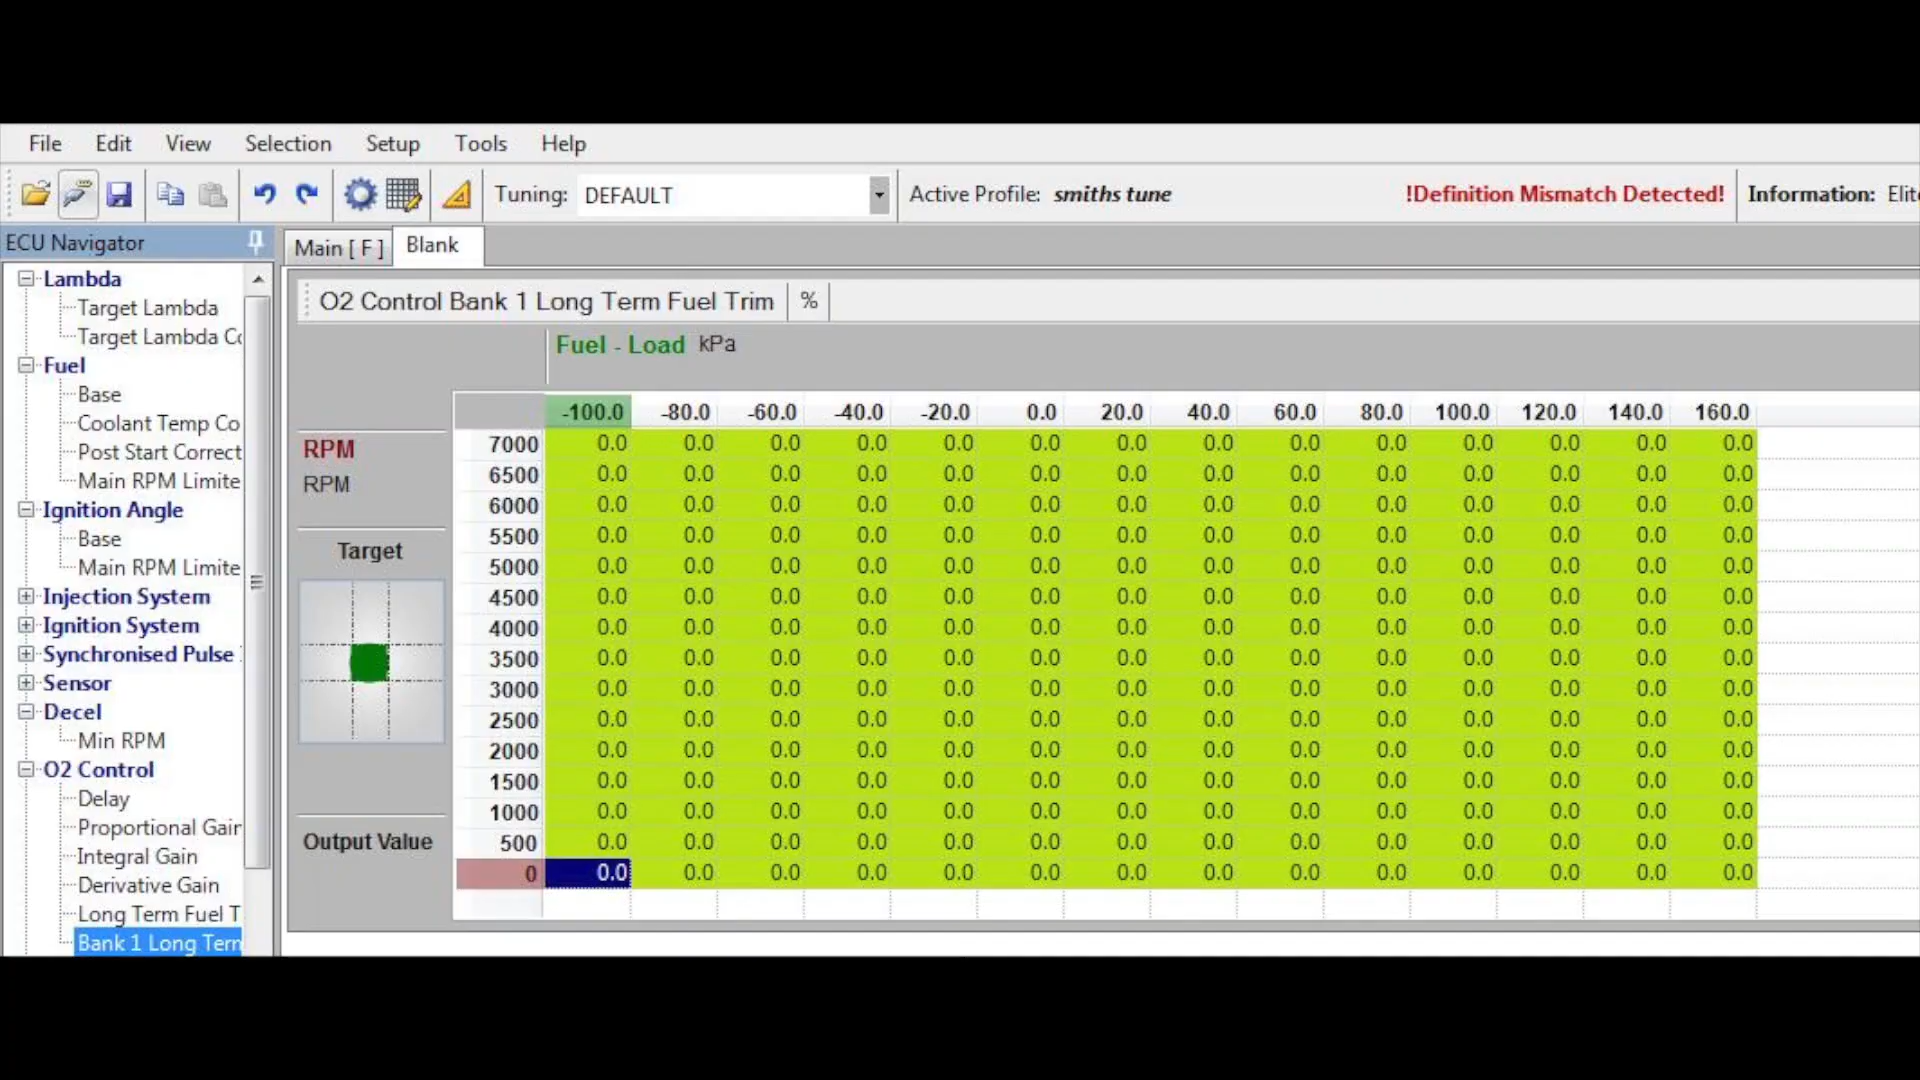 File Edit View Selection Setup Tools Help
Tuning: DEFAULT Active Profile: smiths tune !Definition Mismatch Detected! Information: Elite
ECU Navigator
Main [ F ] Blank
Lambda
Target Lambda
Target Lambda Co
Fuel
Base
Coolant Temp Co
Post Start Correct
Main RPM Limite
Ignition Angle
Base
Main RPM Limite
Injection System
Ignition System
Synchronised Pulse
Sensor
Decel
Min RPM
O2 Control
Delay
Proportional Gair
Integral Gain
Derivative Gain
Long Term Fuel T
Bank 1 Long Tern
O2 Control Bank 1 Long Term Fuel Trim %
Fuel - Load kPa
RPM
RPM
Target
Output Value
-100.0 -80.0 -60.0 -40.0 -20.0 0.0 20.0 40.0 60.0 80.0 100.0 120.0 140.0 160.0
7000 0.0 0.0 0.0 0.0 0.0 0.0 0.0 0.0 0.0 0.0 0.0 0.0 0.0 0.0
6500 0.0 0.0 0.0 0.0 0.0 0.0 0.0 0.0 0.0 0.0 0.0 0.0 0.0 0.0
6000 0.0 0.0 0.0 0.0 0.0 0.0 0.0 0.0 0.0 0.0 0.0 0.0 0.0 0.0
5500 0.0 0.0 0.0 0.0 0.0 0.0 0.0 0.0 0.0 0.0 0.0 0.0 0.0 0.0
5000 0.0 0.0 0.0 0.0 0.0 0.0 0.0 0.0 0.0 0.0 0.0 0.0 0.0 0.0
4500 0.0 0.0 0.0 0.0 0.0 0.0 0.0 0.0 0.0 0.0 0.0 0.0 0.0 0.0
4000 0.0 0.0 0.0 0.0 0.0 0.0 0.0 0.0 0.0 0.0 0.0 0.0 0.0 0.0
3500 0.0 0.0 0.0 0.0 0.0 0.0 0.0 0.0 0.0 0.0 0.0 0.0 0.0 0.0
3000 0.0 0.0 0.0 0.0 0.0 0.0 0.0 0.0 0.0 0.0 0.0 0.0 0.0 0.0
2500 0.0 0.0 0.0 0.0 0.0 0.0 0.0 0.0 0.0 0.0 0.0 0.0 0.0 0.0
2000 0.0 0.0 0.0 0.0 0.0 0.0 0.0 0.0 0.0 0.0 0.0 0.0 0.0 0.0
1500 0.0 0.0 0.0 0.0 0.0 0.0 0.0 0.0 0.0 0.0 0.0 0.0 0.0 0.0
1000 0.0 0.0 0.0 0.0 0.0 0.0 0.0 0.0 0.0 0.0 0.0 0.0 0.0 0.0
500 0.0 0.0 0.0 0.0 0.0 0.0 0.0 0.0 0.0 0.0 0.0 0.0 0.0 0.0
0 0.0 0.0 0.0 0.0 0.0 0.0 0.0 0.0 0.0 0.0 0.0 0.0 0.0 0.0